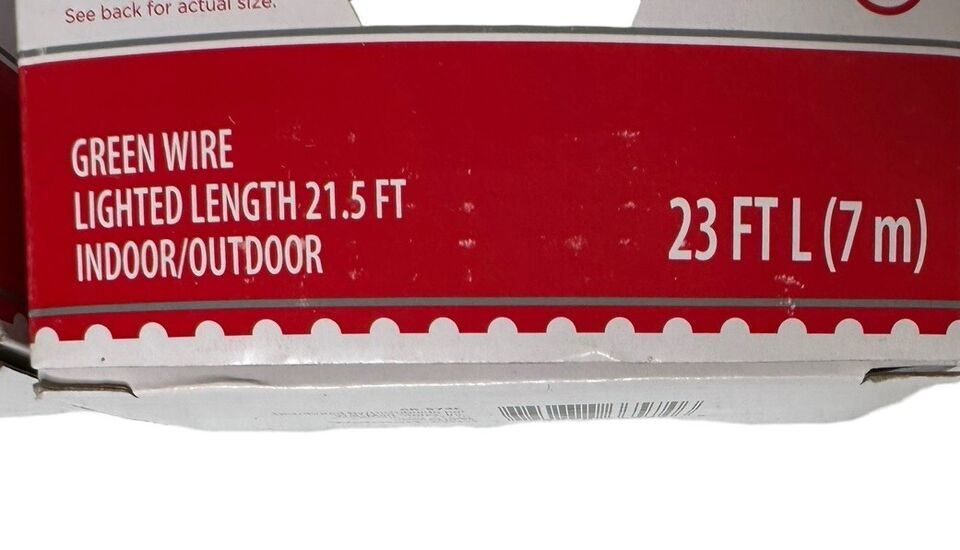 See back for actual size.
GREEN WIRE
LIGHTED LENGTH 21.5 FT
INDOOR/OUTDOOR
23 FT L (7 m)